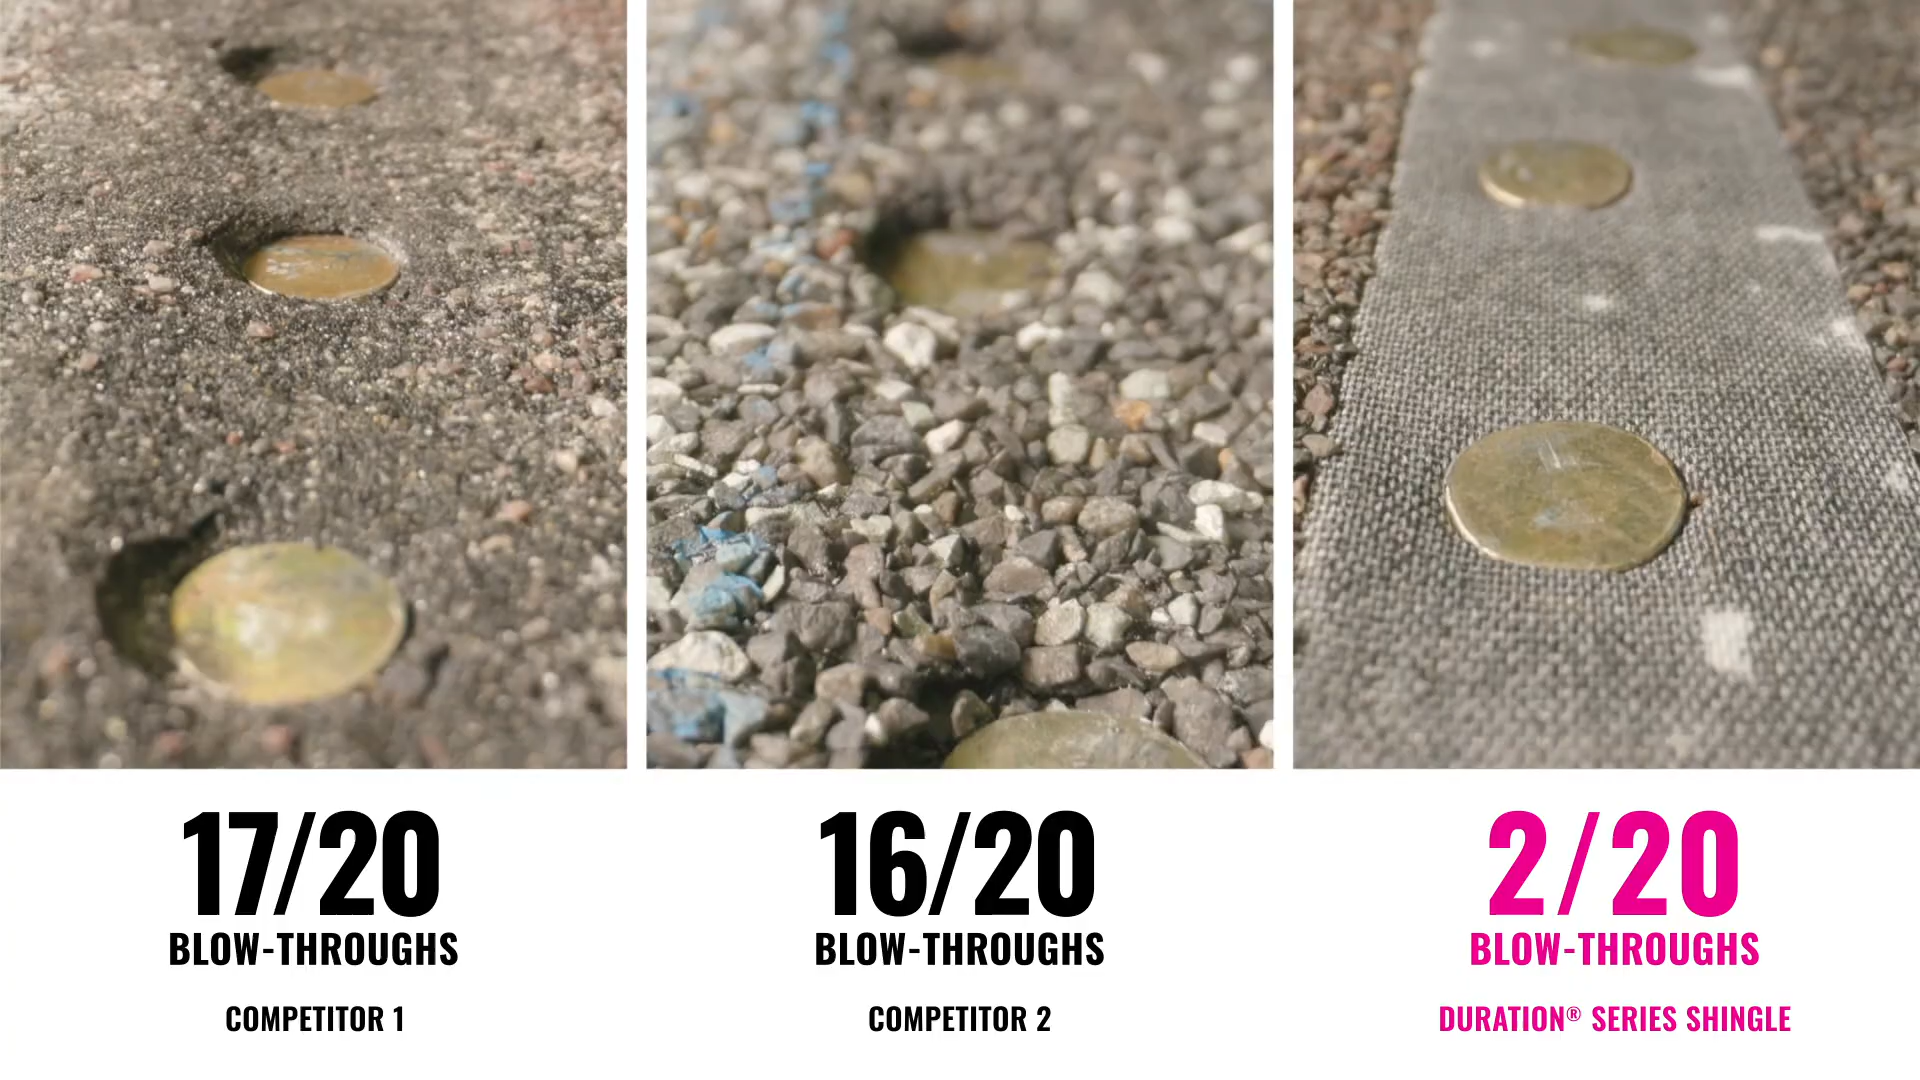 17/20
BLOW-THROUGHS
COMPETITOR 1
16/20
BLOW-THROUGHS
COMPETITOR 2
2/20
BLOW-THROUGHS
DURATION® SERIES SHINGLE